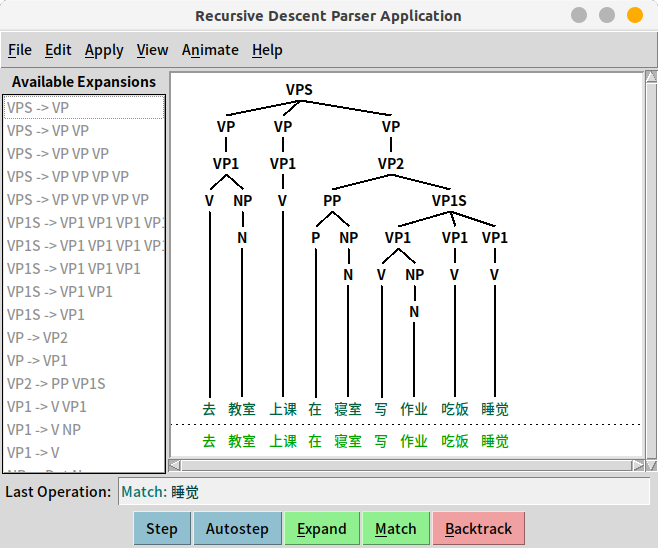 Recursive Descent Parser Application
File Edit Apply View Animate Help
Available Expansions
VPS -> VP
VPS -> VP VP
VPS -> VP VP VP
VPS -> VP VP VP VP
VPS -> VP VP VP VP VP
VP1S -> VP1 VP1 VP1 VP1
VP1S -> VP1 VP1 VP1 VP1
VP1S -> VP1 VP1 VP1
VP1S -> VP1 VP1
VP1S -> VP1
VP -> VP2
VP -> VP1
VP2 -> PP VP1S
VP1 -> V VP1
VP1 -> V NP
VP1 -> V
VPS
VP VP VP
VP1 VP1 VP2
V NP V PP VP1S
N P NP VP1 VP1 VP1
N V NP V V
N
去 教室 上课 在 寝室 写 作业 吃饭 睡觉
去 教室 上课 在 寝室 写 作业 吃饭 睡觉
Last Operation: Match: 睡觉
Step Autostep Expand Match Backtrack